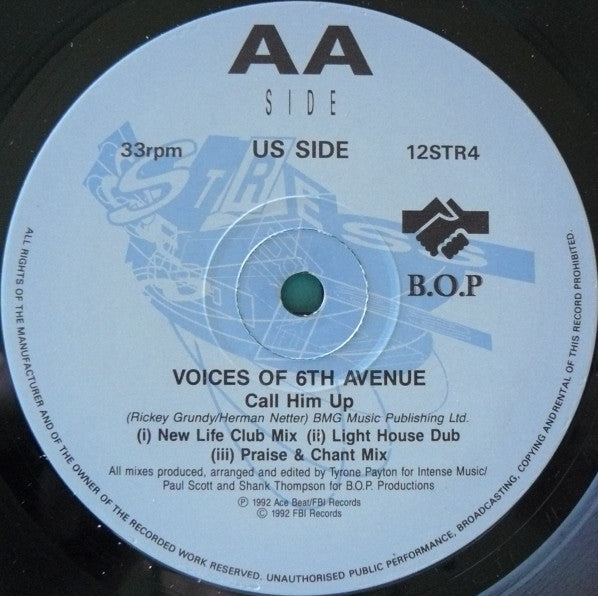 AA
SIDE
33rpm US SIDE 12STR4
STRESS
B.O.P
VOICES OF 6TH AVENUE
Call Him Up
(Rickey Grundy/Herman Netter) BMG Music Publishing Ltd.
(i) New Life Club Mix (ii) Light House Dub
(iii) Praise & Chant Mix
All mixes produced, arranged and edited by Tyrone Payton for Intense Music/
Paul Scott and Shank Thompson for B.O.P. Productions
Ⓟ 1992 Ace Beat/FBI Records
© 1992 FBI Records
ALL RIGHTS OF THE MANUFACTURER AND OF THE OWNER OF THE RECORDED WORK RESERVED. UNAUTHORISED PUBLIC PERFORMANCE, BROADCASTING, COPYING AND RENTAL OF THIS RECORD PROHIBITED.